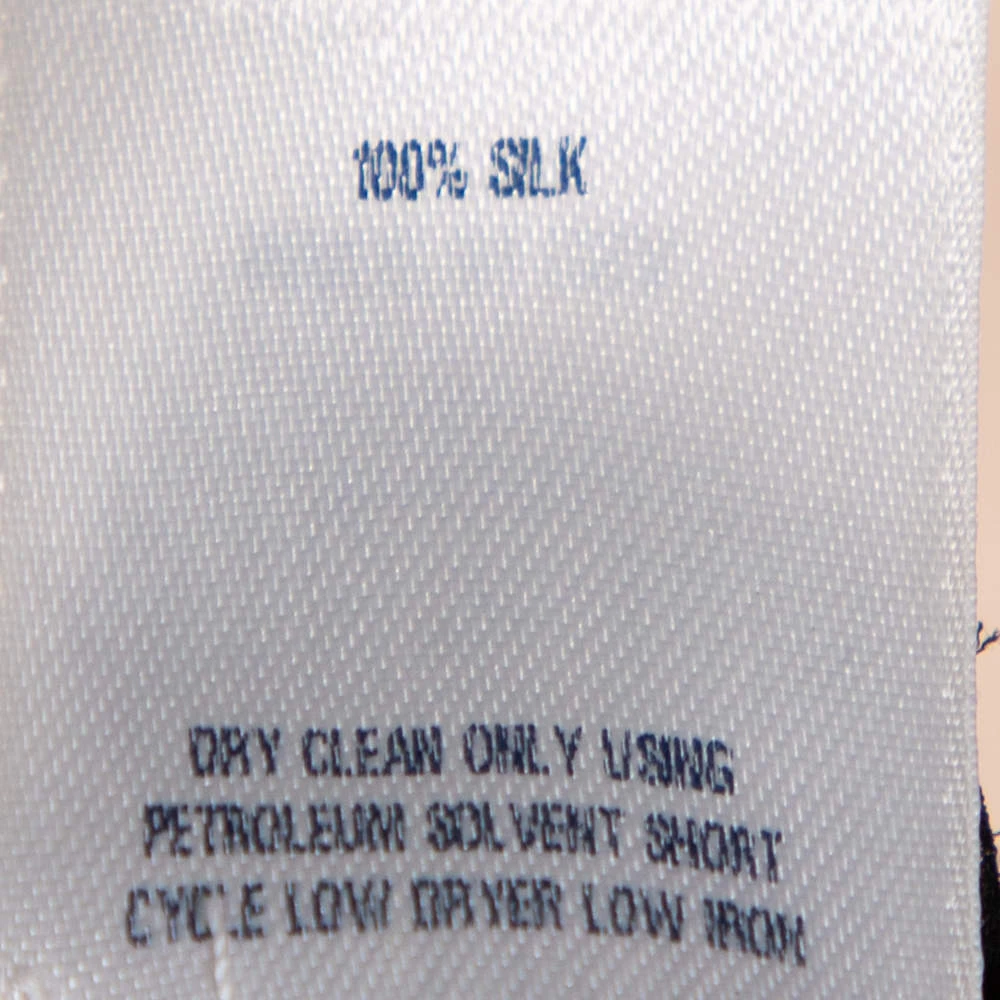 100% SILK
DRY CLEAN ONLY USING
PETROLEUM SOLVENT SHORT
CYCLE LOW DRYER LOW IRON